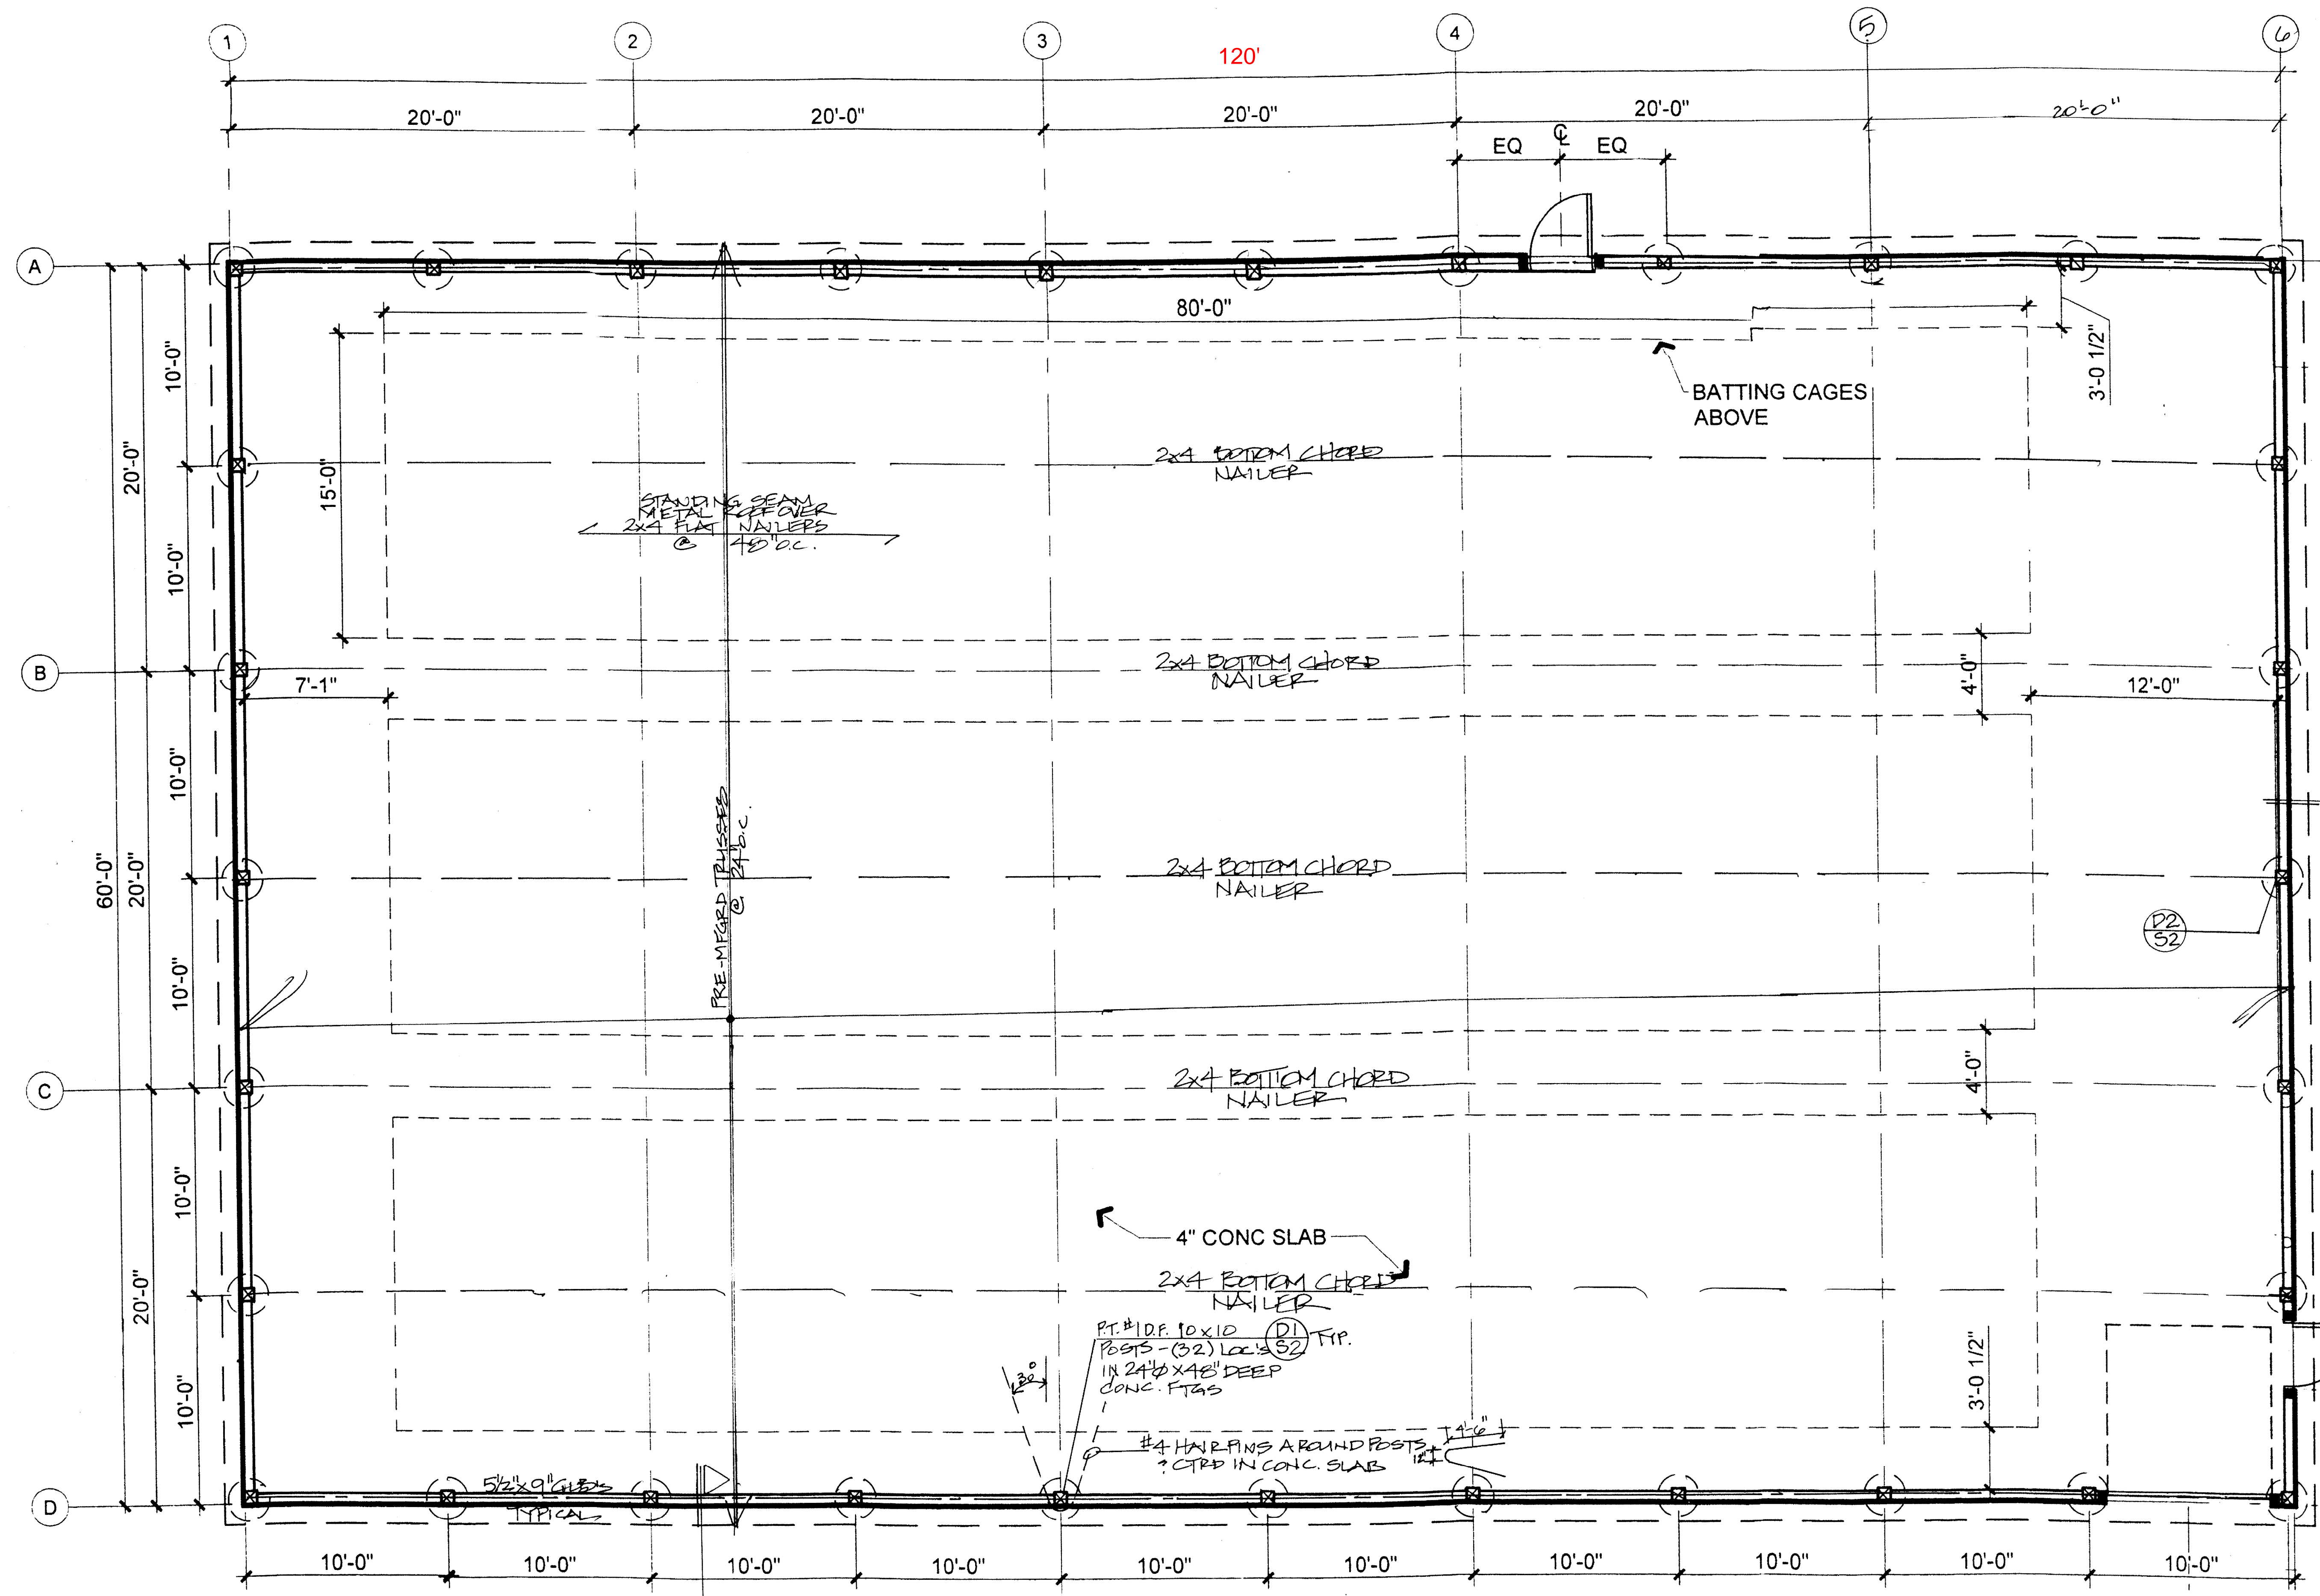 1
2
3
4
5
6
120'
20'-0"
20'-0"
20'-0"
20'-0"
20'-0"
EQ
℄
EQ
A
80'-0"
3'-0 1/2"
10'-0"
BATTING CAGES
ABOVE
20'-0"
15'-0"
2x4 BOTTOM CHORD
NAILER
STANDING SEAM
METAL ROOF OVER
2x4 FLAT NAILERS
@ 48" O.C.
10'-0"
B
2x4 BOTTOM CHORD
NAILER
7'-1"
4'-0"
12'-0"
10'-0"
60'-0"
20'-0"
PRE-MFGRD TRUSSES
@ 24" O.C.
2x4 BOTTOM CHORD
NAILER
D2
S2
10'-0"
C
2x4 BOTTOM CHORD
NAILER
4'-0"
10'-0"
4" CONC SLAB
20'-0"
2x4 BOTTOM CHORD
NAILER
P.T. #1 D.F. 10x10
POSTS - (32) LOC'S
IN 24"φ x 48" DEEP
CONC. FTGS
D1
S2
TYP.
30°
3'-0 1/2"
10'-0"
#4 HAIRPINS AROUND POSTS
& CTRD IN CONC. SLAB
4'-6"
12"
5½"x9" GLB'S
TYPICAL
D
10'-0"
10'-0"
10'-0"
10'-0"
10'-0"
10'-0"
10'-0"
10'-0"
10'-0"
10'-0"